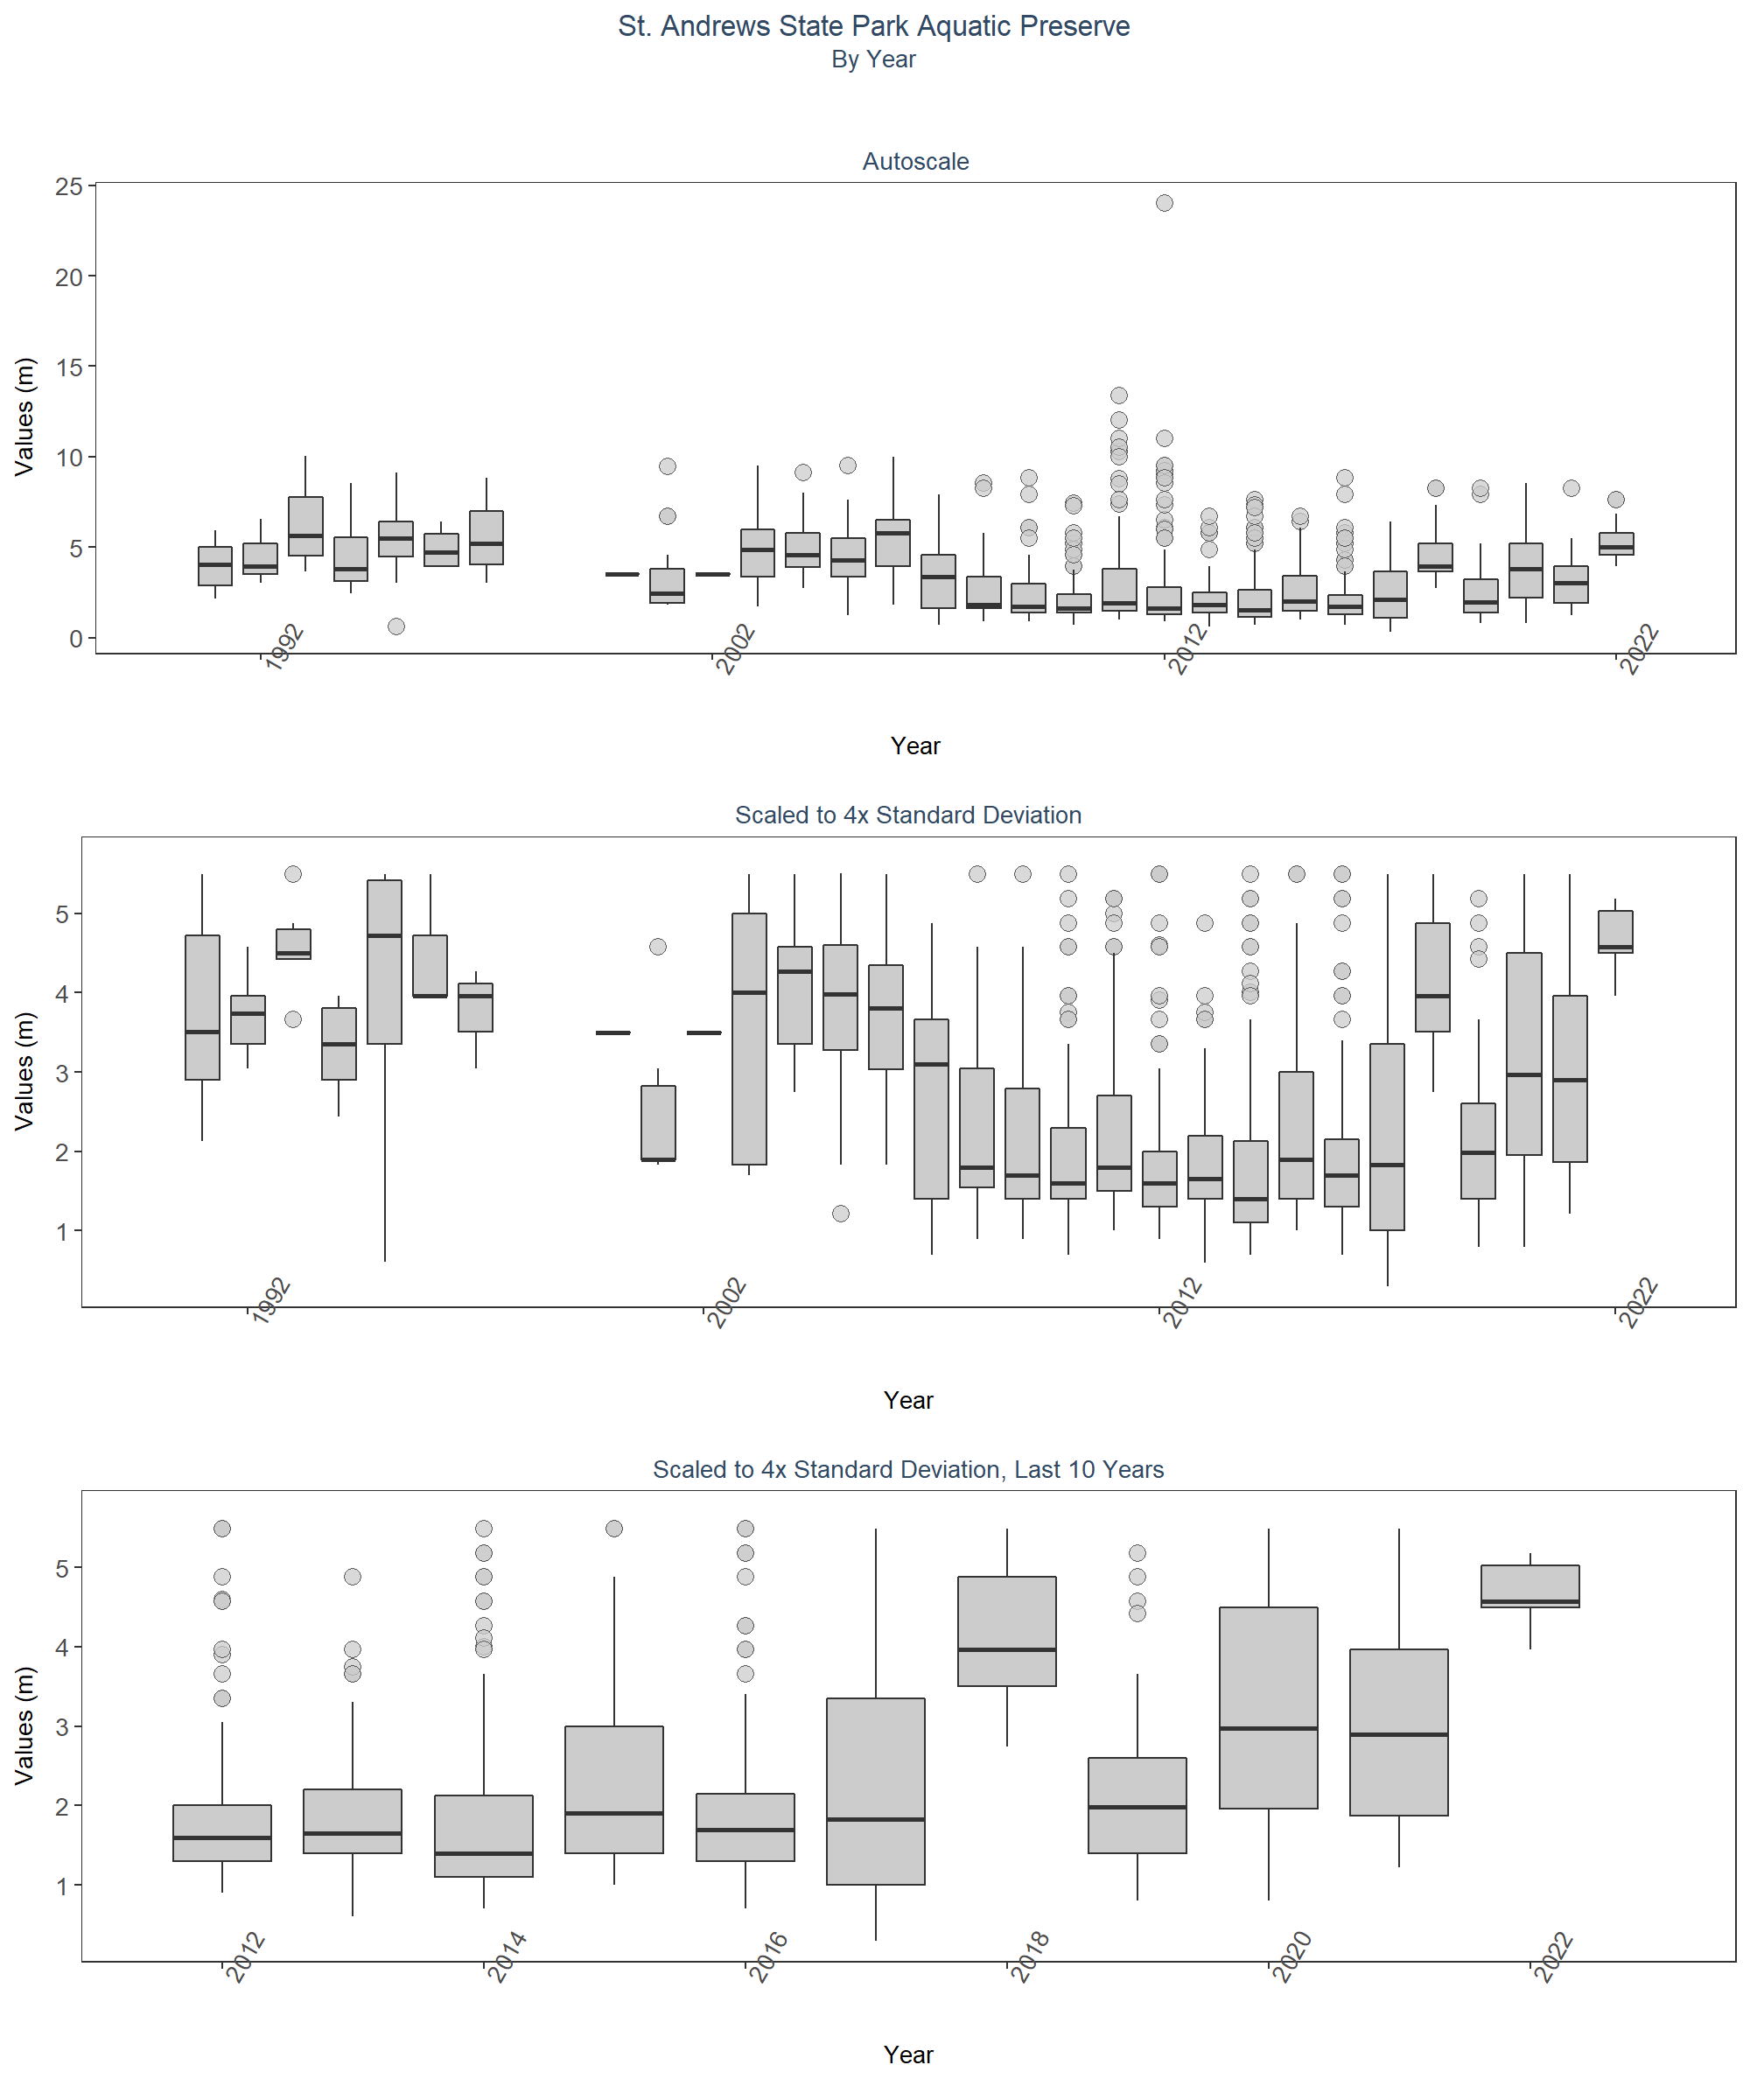 St. Andrews State Park Aquatic Preserve
By Year
Autoscale
25
20
15
10
5
0
Values (m)
1992
2002
2012
2022
Year
Scaled to 4x Standard Deviation
5
4
3
2
1
Values (m)
1992
2002
2012
2022
Year
Scaled to 4x Standard Deviation, Last 10 Years
5
4
3
2
1
Values (m)
2012
2014
2016
2018
2020
2022
Year